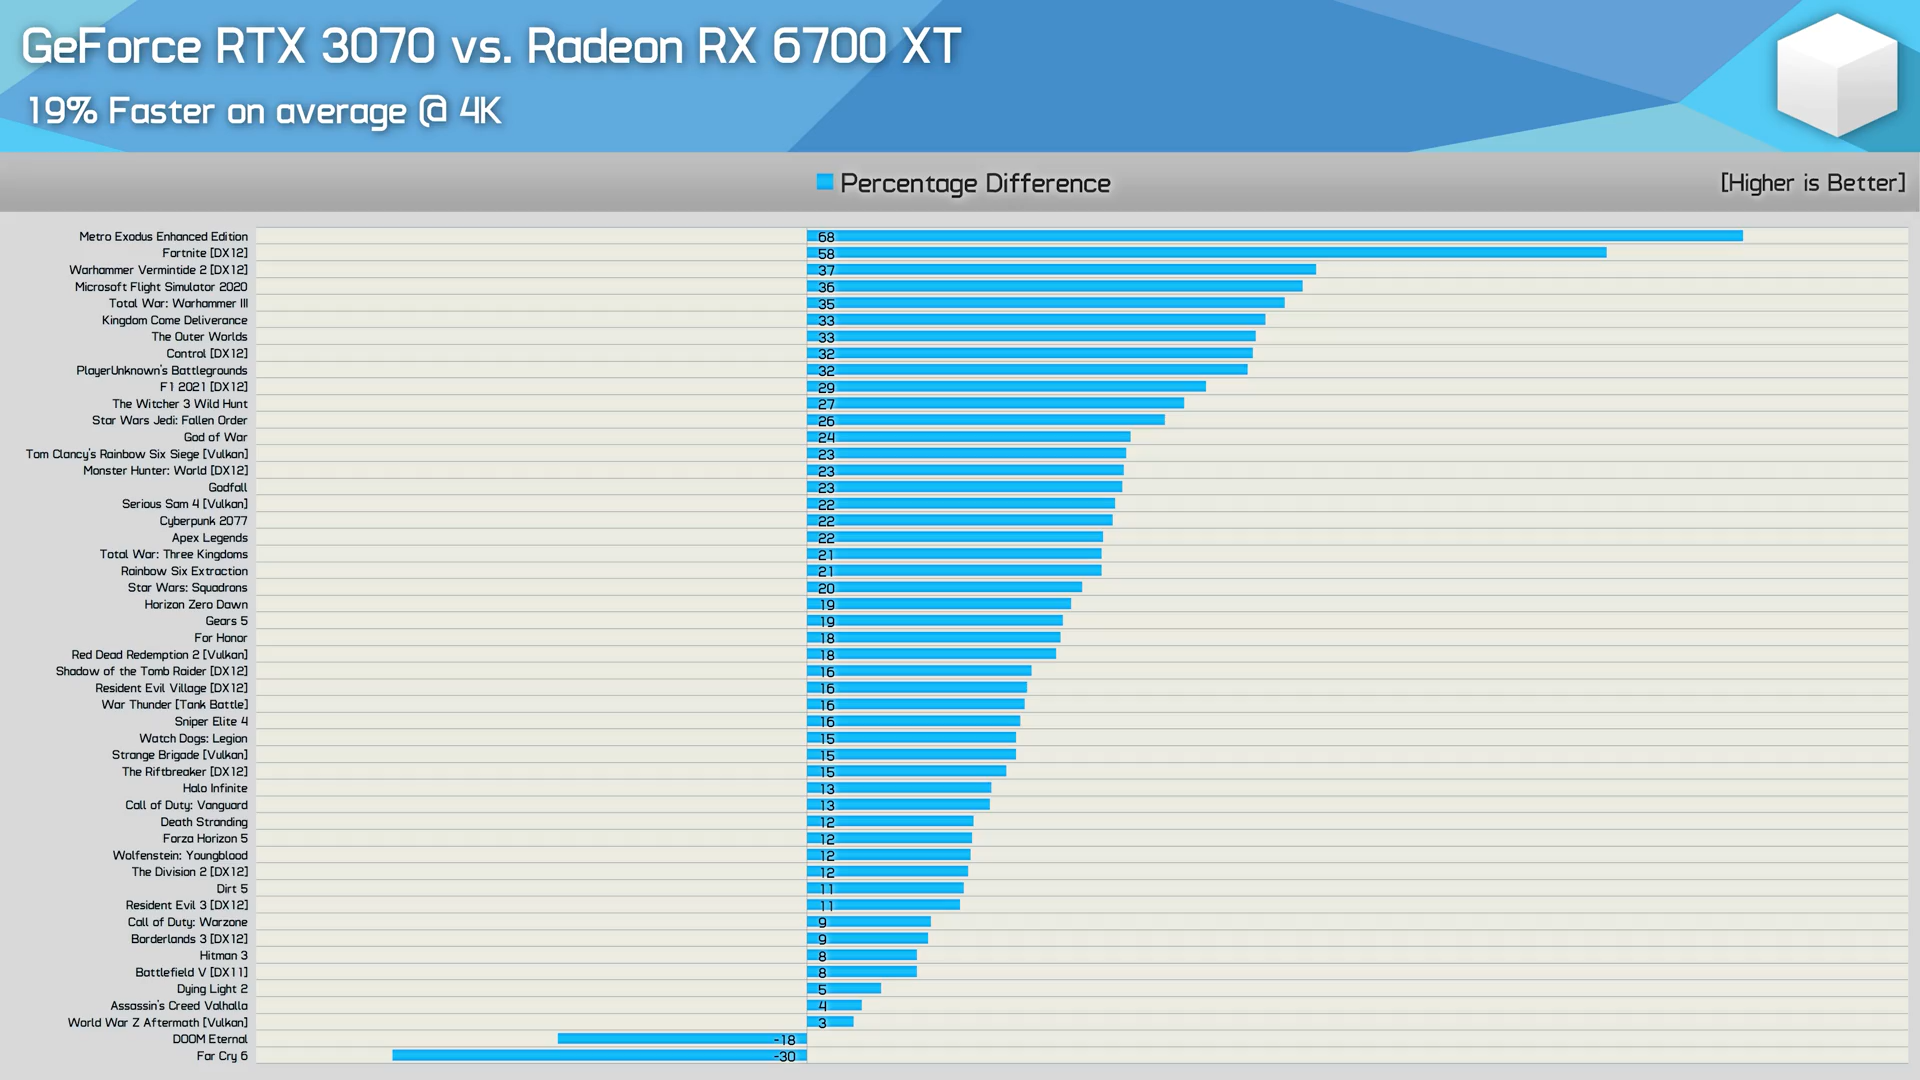 GeForce RTX 3070 vs. Radeon RX 6700 XT
19% Faster on average @ 4K
Percentage Difference
[Higher is Better]
Metro Exodus Enhanced Edition 68
Fortnite [DX12] 58
Warhammer Vermintide 2 [DX12] 37
Microsoft Flight Simulator 2020 36
Total War: Warhammer III 35
Kingdom Come Deliverance 33
The Outer Worlds 33
Control [DX12] 32
PlayerUnknown's Battlegrounds 32
F1 2021 [DX12] 29
The Witcher 3 Wild Hunt 27
Star Wars Jedi: Fallen Order 26
God of War 24
Tom Clancy's Rainbow Six Siege [Vulkan] 23
Monster Hunter: World [DX12] 23
Godfall 23
Serious Sam 4 [Vulkan] 22
Cyberpunk 2077 22
Apex Legends 22
Total War: Three Kingdoms 21
Rainbow Six Extraction 21
Star Wars: Squadrons 20
Horizon Zero Dawn 19
Gears 5 19
For Honor 18
Red Dead Redemption 2 [Vulkan] 18
Shadow of the Tomb Raider [DX12] 16
Resident Evil Village [DX12] 16
War Thunder [Tank Battle] 16
Sniper Elite 4 16
Watch Dogs: Legion 15
Strange Brigade [Vulkan] 15
The Riftbreaker [DX12] 15
Halo Infinite 13
Call of Duty: Vanguard 13
Death Stranding 12
Forza Horizon 5 12
Wolfenstein: Youngblood 12
The Division 2 [DX12] 12
Dirt 5 11
Resident Evil 3 [DX12] 11
Call of Duty: Warzone 9
Borderlands 3 [DX12] 9
Hitman 3 8
Battlefield V [DX11] 8
Dying Light 2 5
Assassin's Creed Valhalla 4
World War Z Aftermath [Vulkan] 3
DOOM Eternal -18
Far Cry 6 -30